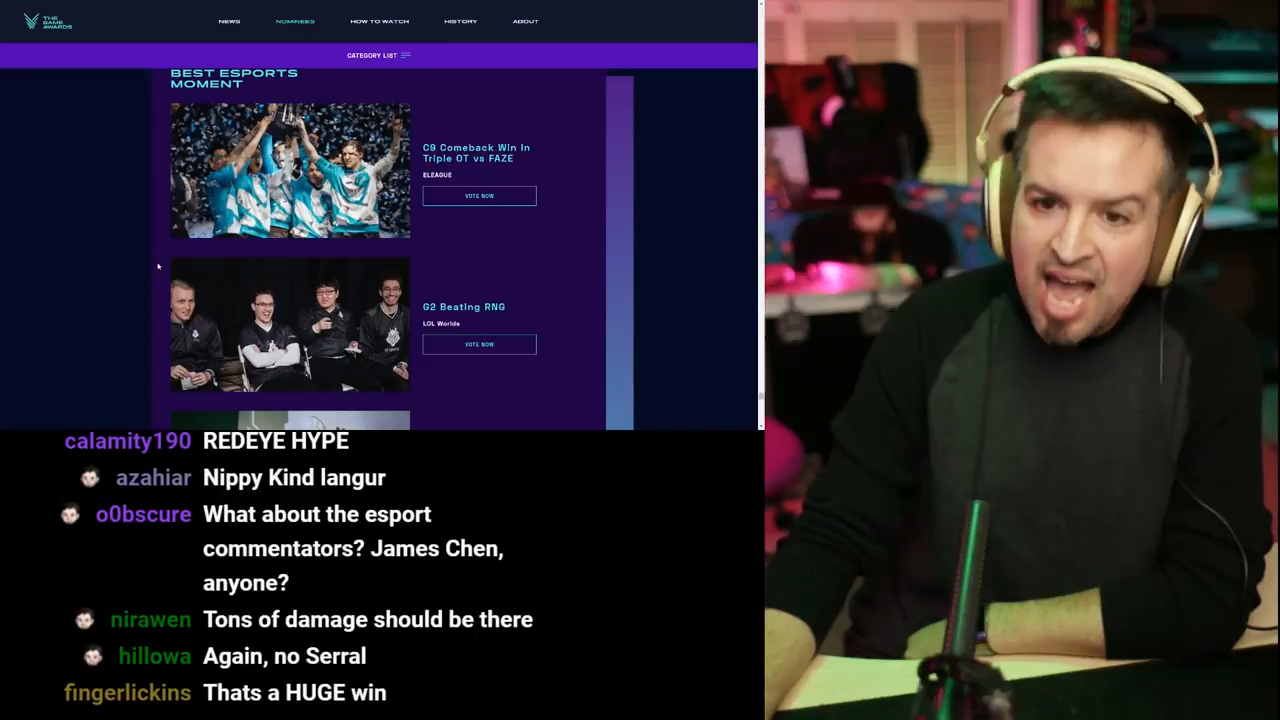 THE
GAME
AWARDS
NEWS
NOMINEES
HOW TO WATCH
HISTORY
ABOUT
CATEGORY LIST
BEST ESPORTS
MOMENT
C9 Comeback Win In
Triple OT vs FAZE
ELEAGUE
VOTE NOW
G2 Beating RNG
LOL Worlds
VOTE NOW
calamity190 REDEYE HYPE
azahiar Nippy Kind langur
o0bscure What about the esport
commentators? James Chen,
anyone?
nirawen Tons of damage should be there
hillowa Again, no Serral
fingerlickins Thats a HUGE win